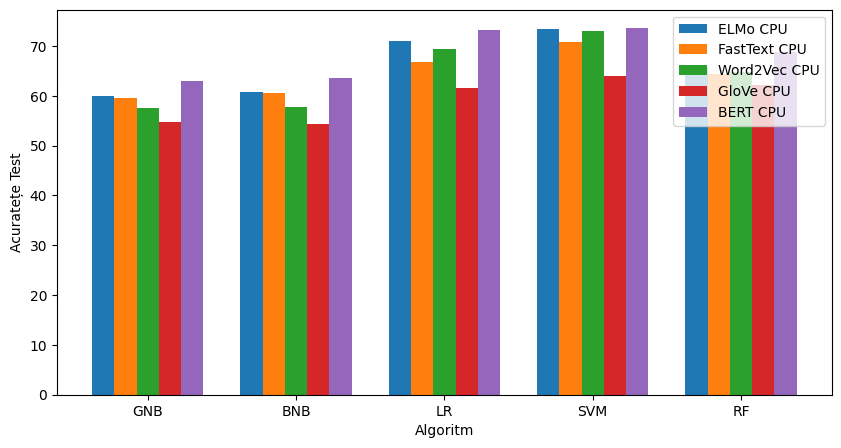 ELMo CPU
FastText CPU
Word2Vec CPU
GloVe CPU
BERT CPU
Acuratețe Test
70
60
50
40
30
20
10
0
GNB BNB LR SVM RF
Algoritm